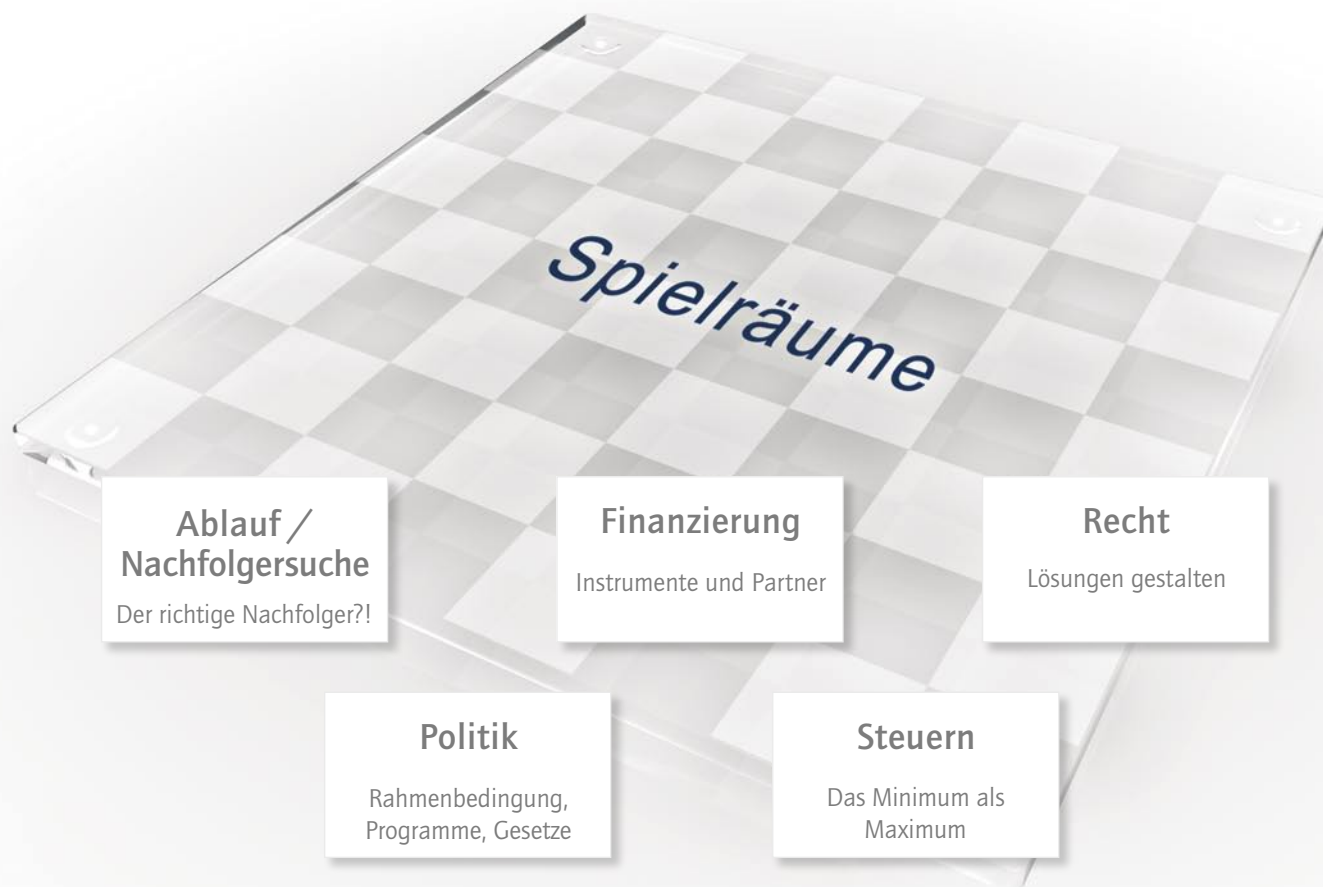 Spielräume
Ablauf /
Nachfolgersuche
Der richtige Nachfolger?!
Finanzierung
Instrumente und Partner
Recht
Lösungen gestalten
Politik
Rahmenbedingung,
Programme, Gesetze
Steuern
Das Minimum als
Maximum